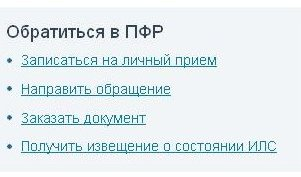 Обратиться в ПФР
Записаться на личный прием
Направить обращение
Заказать документ
Получить извещение о состоянии ИЛС